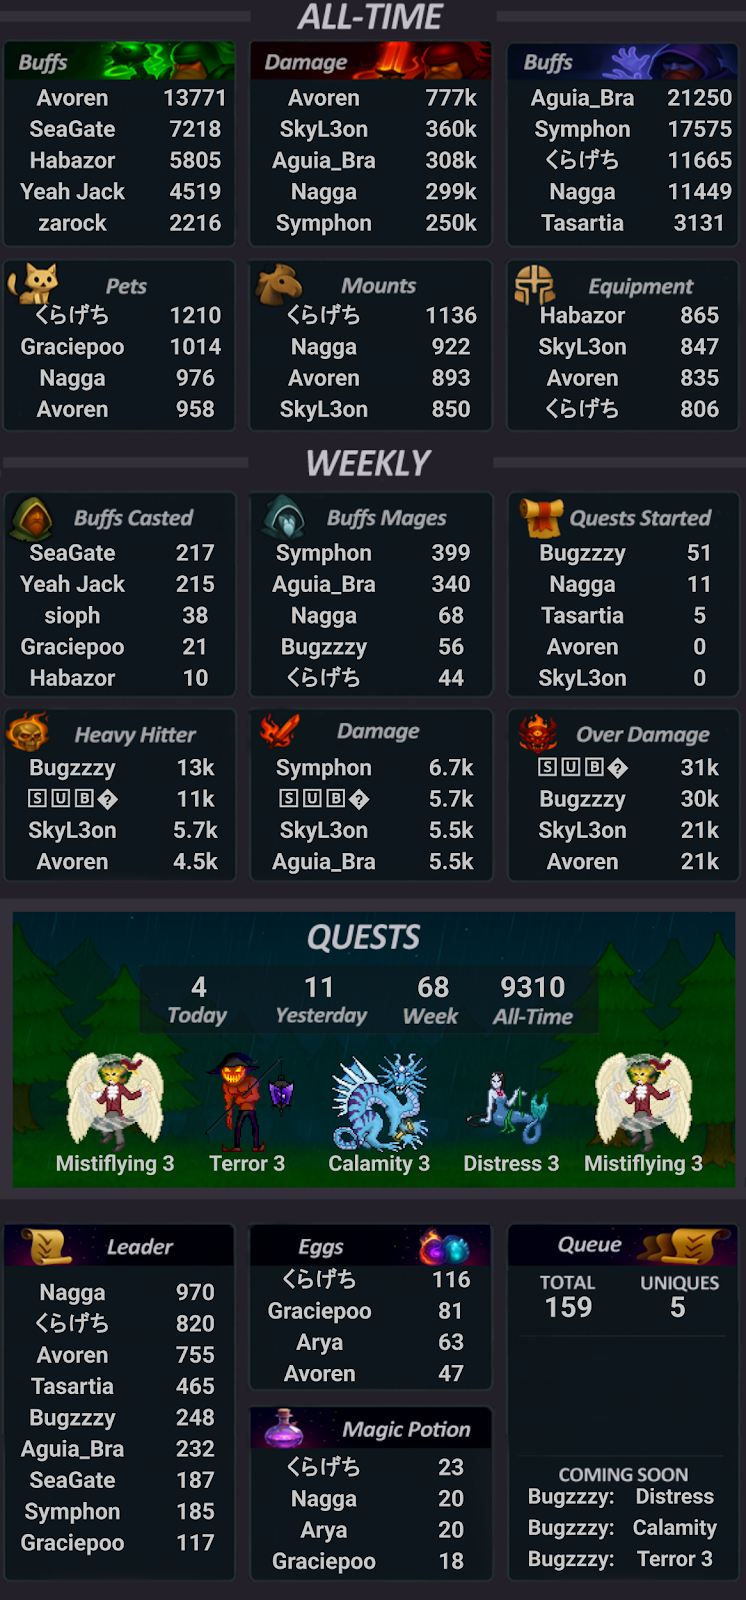 ALL-TIME
Buffs
Avoren 13771
SeaGate 7218
Habazor 5805
Yeah Jack 4519
zarock 2216
Damage
Avoren 777k
SkyL3on 360k
Aguia_Bra 308k
Nagga 299k
Symphon 250k
Buffs
Aguia_Bra 21250
Symphon 17575
くらげち 11665
Nagga 11449
Tasartia 3131
Pets
くらげち 1210
Graciepoo 1014
Nagga 976
Avoren 958
Mounts
くらげち 1136
Nagga 922
Avoren 893
SkyL3on 850
Equipment
Habazor 865
SkyL3on 847
Avoren 835
くらげち 806
WEEKLY
Buffs Casted
SeaGate 217
Yeah Jack 215
sioph 38
Graciepoo 21
Habazor 10
Buffs Mages
Symphon 399
Aguia_Bra 340
Nagga 68
Bugzzzy 56
くらげち 44
Quests Started
Bugzzzy 51
Nagga 11
Tasartia 5
Avoren 0
SkyL3on 0
Heavy Hitter
Bugzzzy 13k
🅂🅄🄱� 11k
SkyL3on 5.7k
Avoren 4.5k
Damage
Symphon 6.7k
🅂🅄🄱� 5.7k
SkyL3on 5.5k
Aguia_Bra 5.5k
Over Damage
🅂🅄🄱� 31k
Bugzzzy 30k
SkyL3on 21k
Avoren 21k
QUESTS
4 11 68 9310
Today Yesterday Week All-Time
Mistiflying 3 Terror 3 Calamity 3 Distress 3 Mistiflying 3
Leader
Nagga 970
くらげち 820
Avoren 755
Tasartia 465
Bugzzzy 248
Aguia_Bra 232
SeaGate 187
Symphon 185
Graciepoo 117
Eggs
くらげち 116
Graciepoo 81
Arya 63
Avoren 47
Magic Potion
くらげち 23
Nagga 20
Arya 20
Graciepoo 18
Queue
TOTAL UNIQUES
159 5
COMING SOON
Bugzzzy: Distress
Bugzzzy: Calamity
Bugzzzy: Terror 3